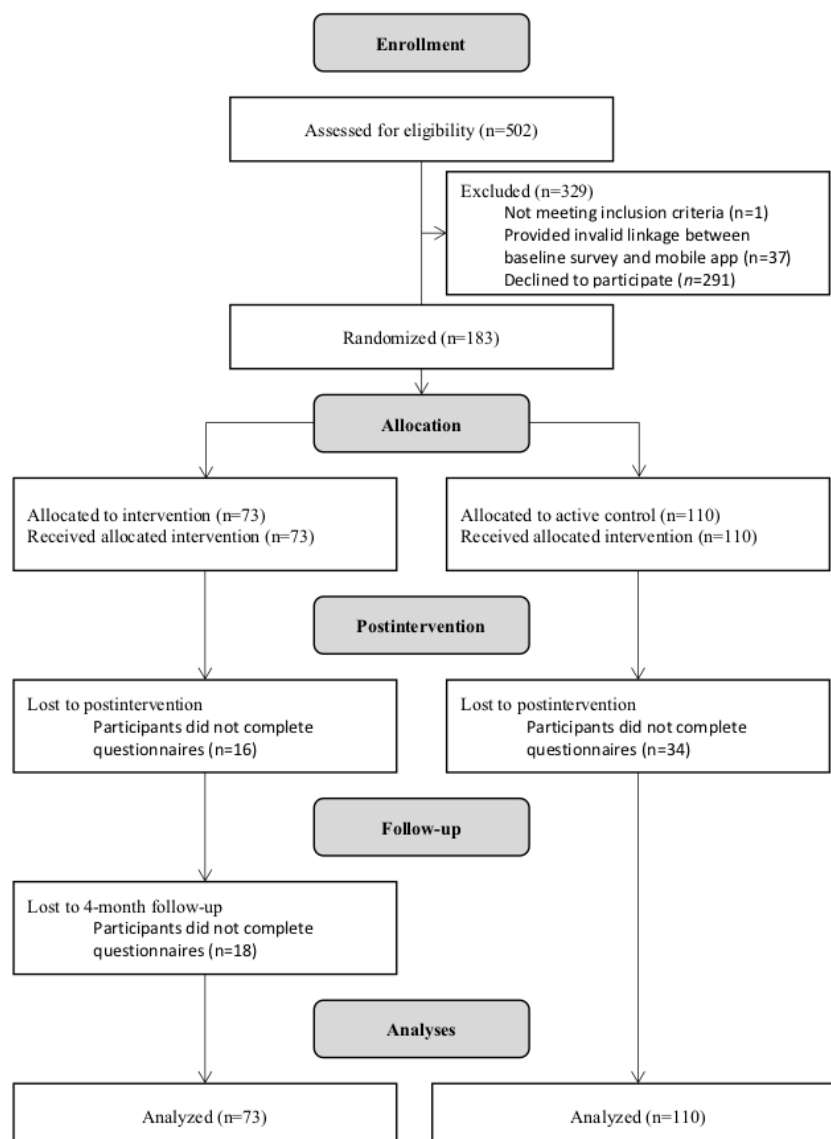 Enrollment
Assessed for eligibility (n=502)
Excluded (n=329)
Not meeting inclusion criteria (n=1)
Provided invalid linkage between
baseline survey and mobile app (n=37)
Declined to participate (n=291)
Randomized (n=183)
Allocation
Allocated to intervention (n=73)
Received allocated intervention (n=73)
Allocated to active control (n=110)
Received allocated intervention (n=110)
Postintervention
Lost to postintervention
Participants did not complete
questionnaires (n=16)
Lost to postintervention
Participants did not complete
questionnaires (n=34)
Follow-up
Lost to 4-month follow-up
Participants did not complete
questionnaires (n=18)
Analyses
Analyzed (n=73)
Analyzed (n=110)